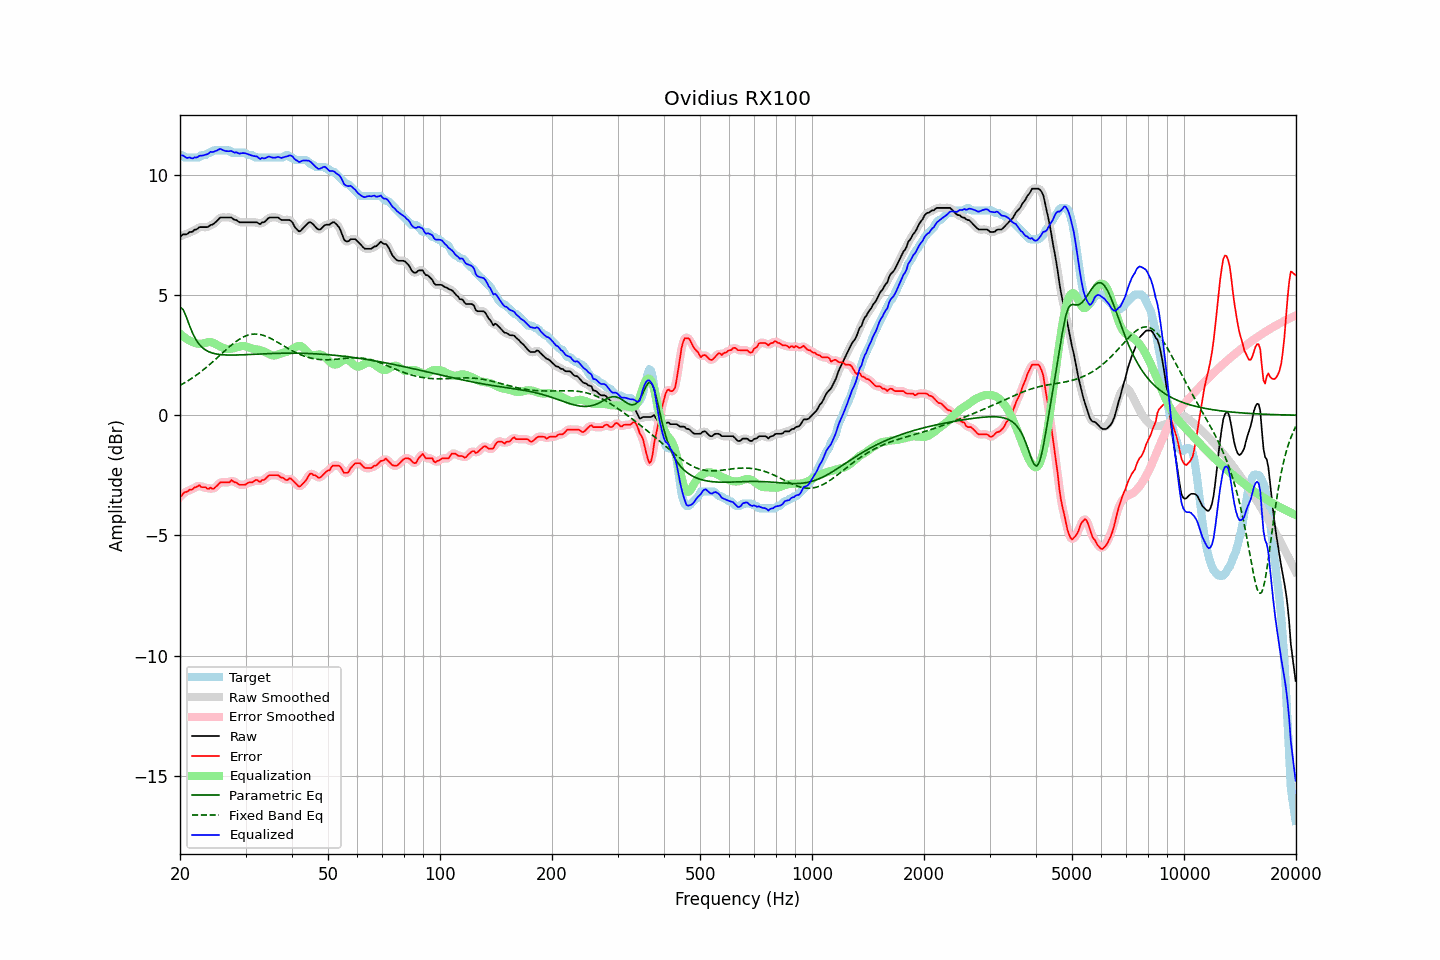 Ovidius RX100
Amplitude (dBr)
10
5
0
−5
−10
−15
Target
Raw Smoothed
Error Smoothed
Raw
Error
Equalization
Parametric Eq
Fixed Band Eq
Equalized
20 50 100 200 500 1000 2000 5000 10000 20000
Frequency (Hz)